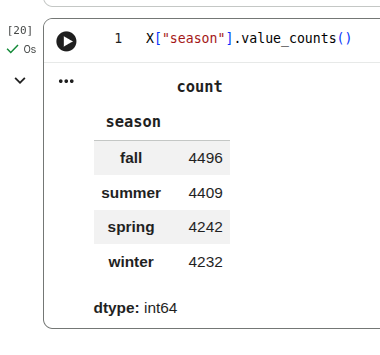 [20]
0s
1 X["season"].value_counts()
count
season
fall 4496
summer 4409
spring 4242
winter 4232
dtype: int64